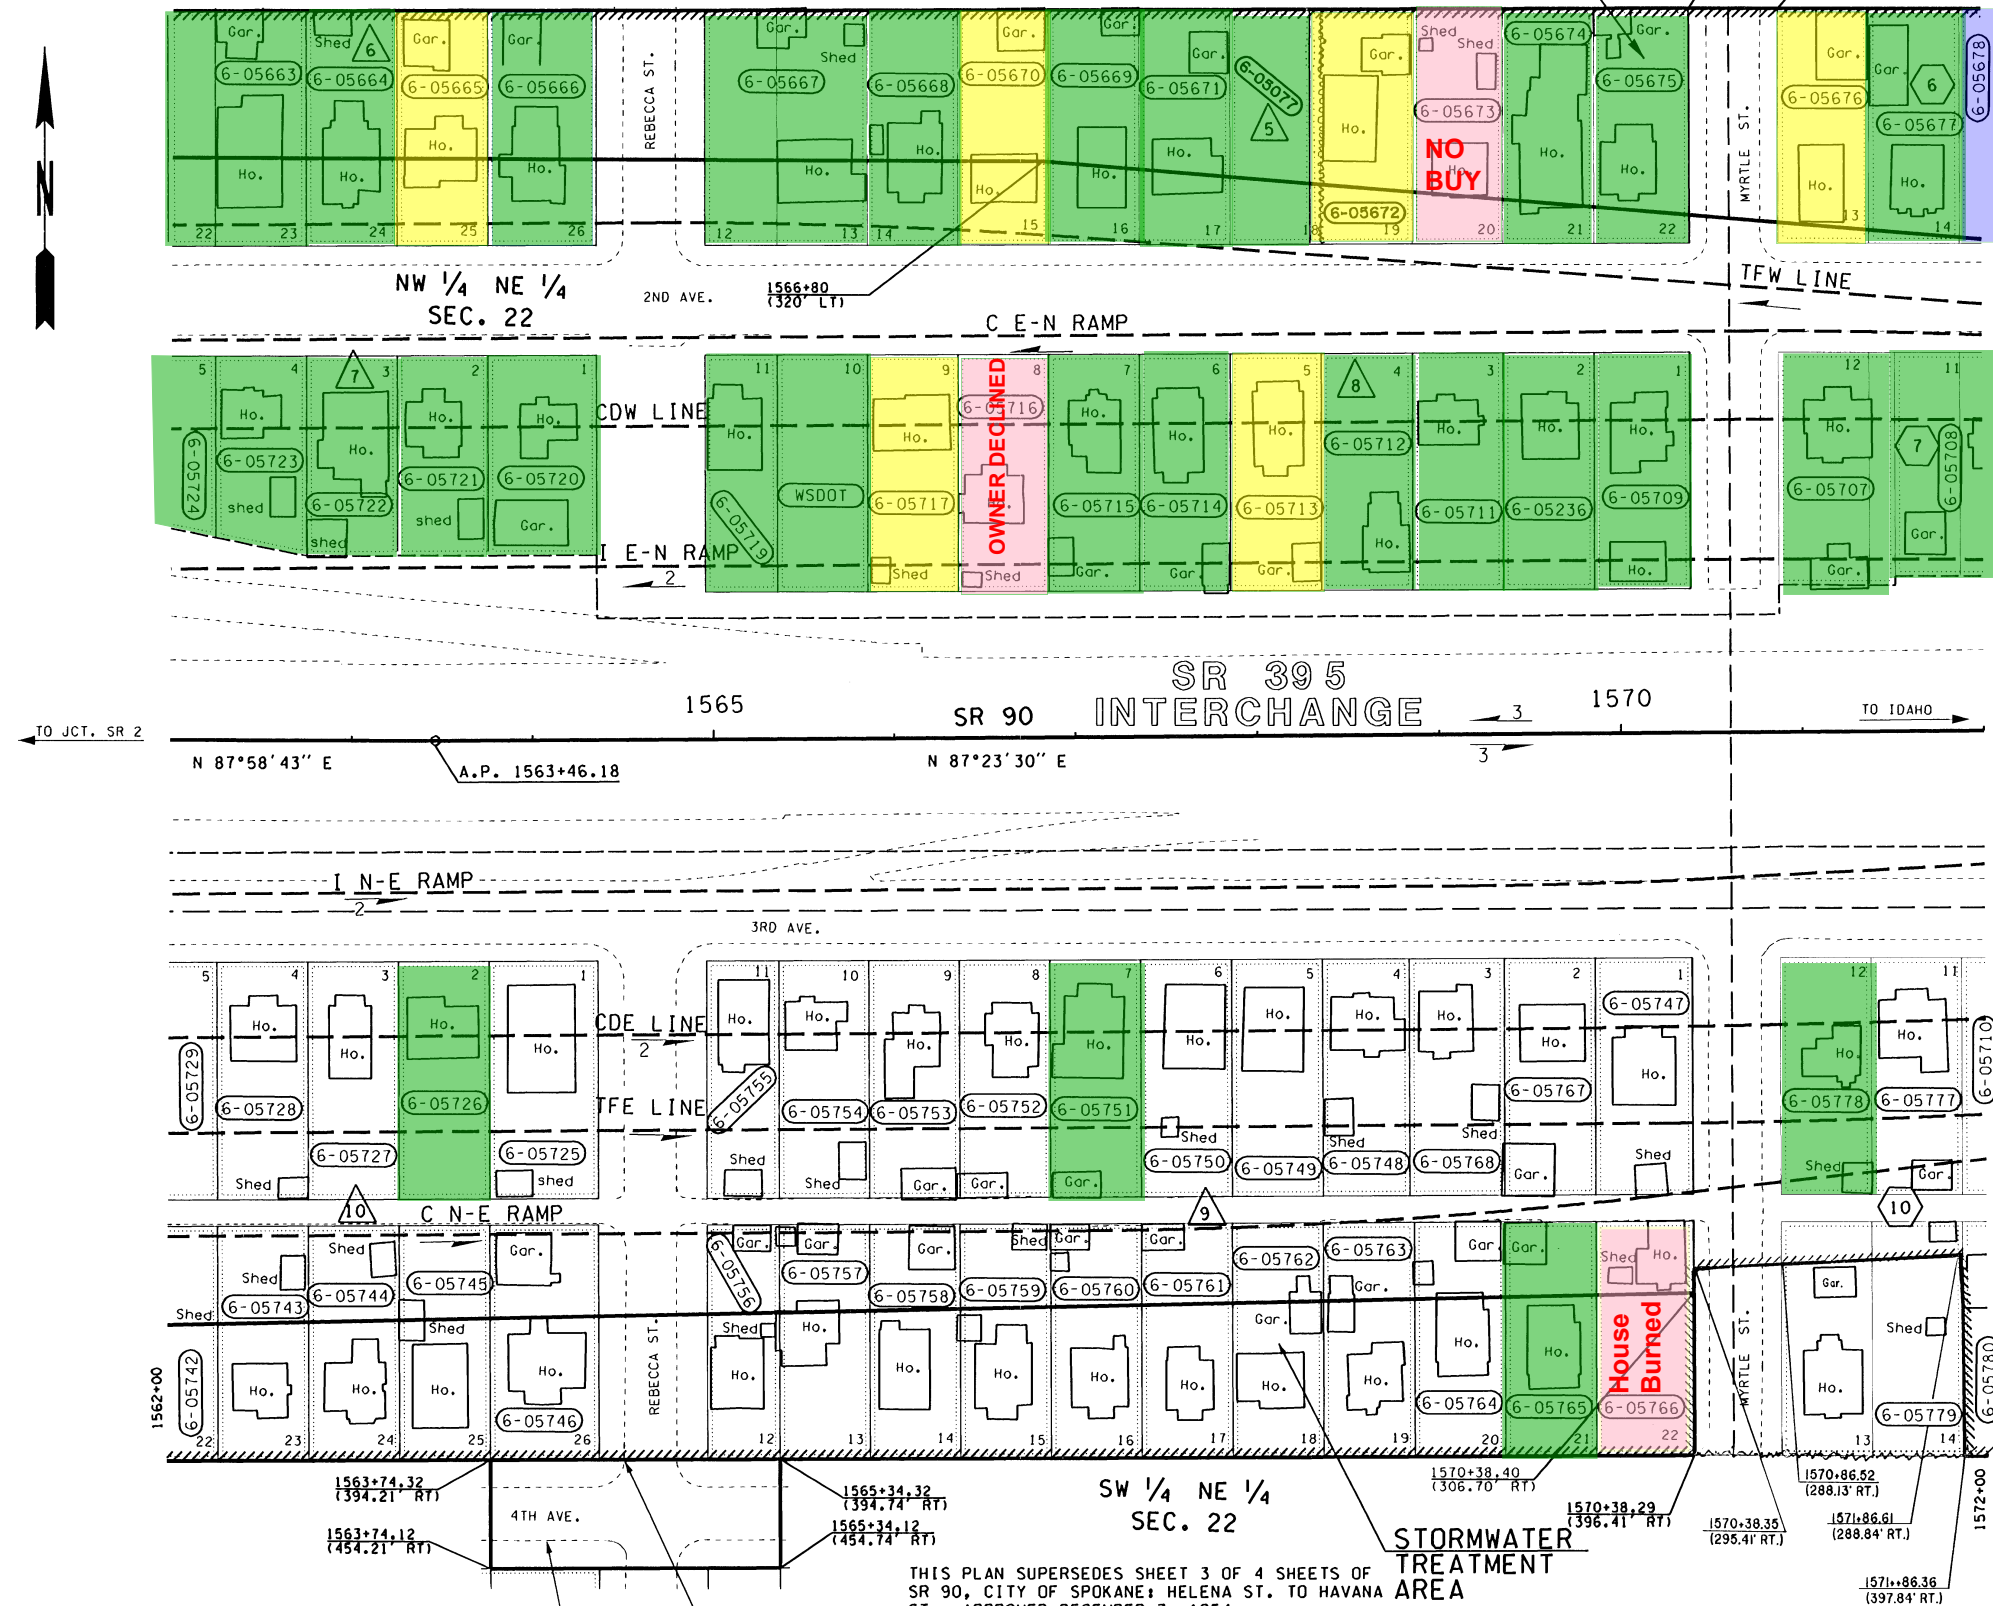 Gar. Shed 6 Gar. Gar. Gar. Shed Gar. Gar. Gar. Shed Shed 6-05674 Gar. Gar. Gar. 6
6-05663 6-05664 6-05665 6-05666 REBECCA ST. 6-05667 6-05668 6-05670 6-05669 6-05671 6-05077 5 6-05673 6-05675 MYRTLE ST. 6-05676 6-05677 6-05678
NO
BUY
Ho. Ho. Ho. Ho. Ho. Ho. Ho. Ho. Ho. Ho. Ho. Ho. Ho. Ho. Ho.
6-05672
22 23 24 25 26 12 13 14 15 16 17 18 19 20 21 22 13 14
N
NW 1/4 NE 1/4
SEC. 22
2ND AVE.
1566+80
(320' LT)
TFW LINE
C E-N RAMP
5 4 7 3 2 1 11 10 9 8 7 6 5 8 4 3 2 1 12 11
CDW LINE
Ho. Ho. Ho. Ho. Ho. Ho. Ho. Ho. Ho. Ho. Ho. Ho. Ho.
6-05716
OWNER DECLINED
6-05724 6-05723 6-05722 6-05721 6-05720 6-05719 WSDOT 6-05717 6-05715 6-05714 6-05713 6-05712 6-05711 6-05236 6-05709 6-05707 7 6-05708
shed shed shed Gar. Shed Shed Gar. Gar. Gar. Ho. Ho. Gar. Gar.
I E-N RAMP
2
SR 395
INTERCHANGE
1565 SR 90 1570
3
3
TO JCT. SR 2
TO IDAHO
N 87°58'43" E
A.P. 1563+46.18
N 87°23'30" E
I N-E RAMP
2
3RD AVE.
5 4 3 2 1 11 10 9 8 7 6 5 4 3 2 1 12 11
Ho. Ho. Ho. Ho. Ho. Ho. Ho. Ho. Ho. Ho. Ho. Ho. Ho. Ho. Ho. Ho. Ho.
CDE LINE
2
TFE LINE
6-05729 6-05728 6-05727 6-05726 6-05725 6-05755 6-05754 6-05753 6-05752 6-05751 6-05750 6-05749 6-05748 6-05768 6-05767 6-05747 6-05778 6-05777 6-05710
Shed shed Shed Shed Gar. Gar. Gar. Shed Shed Shed Gar. Shed Shed Gar.
10 9 10
C N-E RAMP
Shed Shed Shed Gar. Gar. Gar. Gar. Shed Gar. Gar. Gar. Gar. Shed Ho. Gar.
6-05743 6-05744 6-05745 6-05756 6-05757 6-05758 6-05759 6-05760 6-05761 6-05762 6-05763
Shed Shed Gar. Gar. Shed
House
Burned
REBECCA ST. MYRTLE ST.
Ho. Ho. Ho. Ho. Ho. Ho. Ho. Ho. Ho. Ho. Ho. Ho. Ho. Ho. Ho.
1562+00 6-05742 6-05746 6-05764 6-05765 6-05766 6-05779 6-05780
22 23 24 25 26 12 13 14 15 16 17 18 19 20 21 22 13 14
1563+74.32
(394.21' RT)
1565+34.32
(394.74' RT)
4TH AVE.
1563+74.12
(454.21' RT)
1565+34.12
(454.74' RT)
SW 1/4 NE 1/4
SEC. 22
1570+38.40
(306.70' RT)
1570+38.29
(396.41' RT)
1570+38.35
(295.41' RT.)
1570+86.52
(288.13' RT.)
1571+86.61
(288.84' RT.)
1572+00
1571+86.36
(397.84' RT.)
STORMWATER
TREATMENT
AREA
THIS PLAN SUPERSEDES SHEET 3 OF 4 SHEETS OF
SR 90, CITY OF SPOKANE: HELENA ST. TO HAVANA